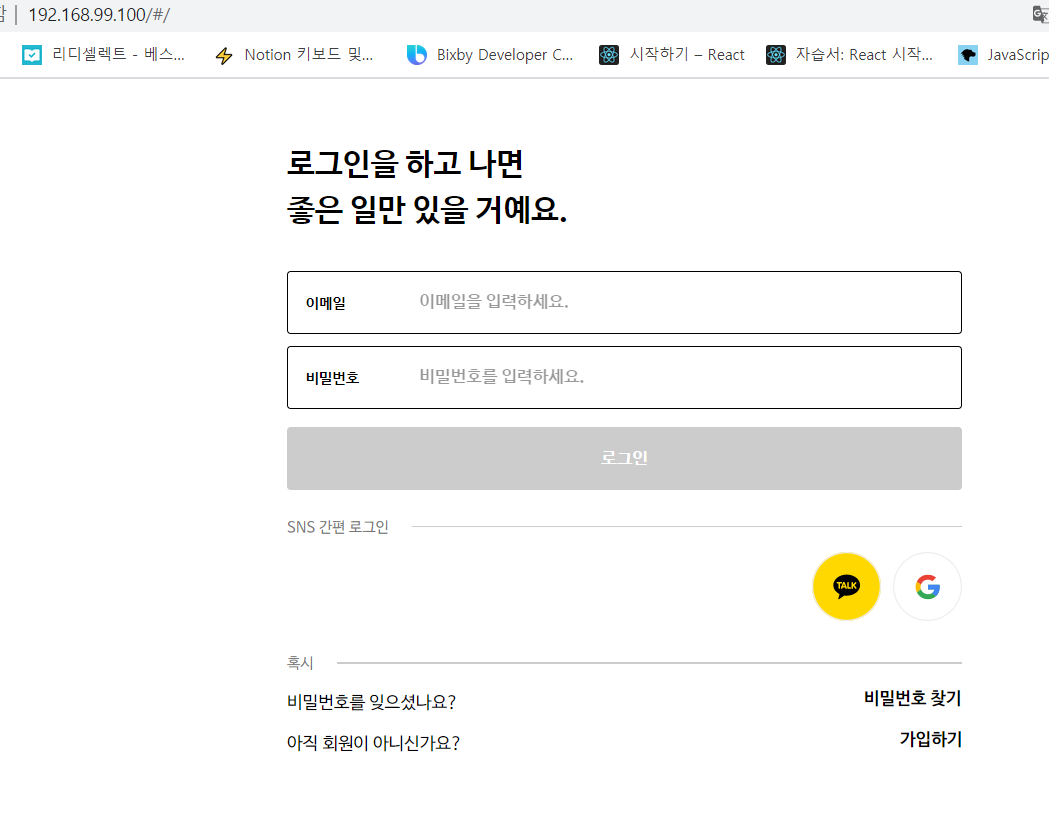 192.168.99.100/#/
리디셀렉트 - 베스... Notion 키보드 및... Bixby Developer C... 시작하기 – React 자습서: React 시작... JavaScrip
로그인을 하고 나면
좋은 일만 있을 거예요.
이메일 이메일을 입력하세요.
비밀번호 비밀번호를 입력하세요.
로그인
SNS 간편 로그인
TALK
혹시
비밀번호를 잊으셨나요? 비밀번호 찾기
아직 회원이 아니신가요? 가입하기